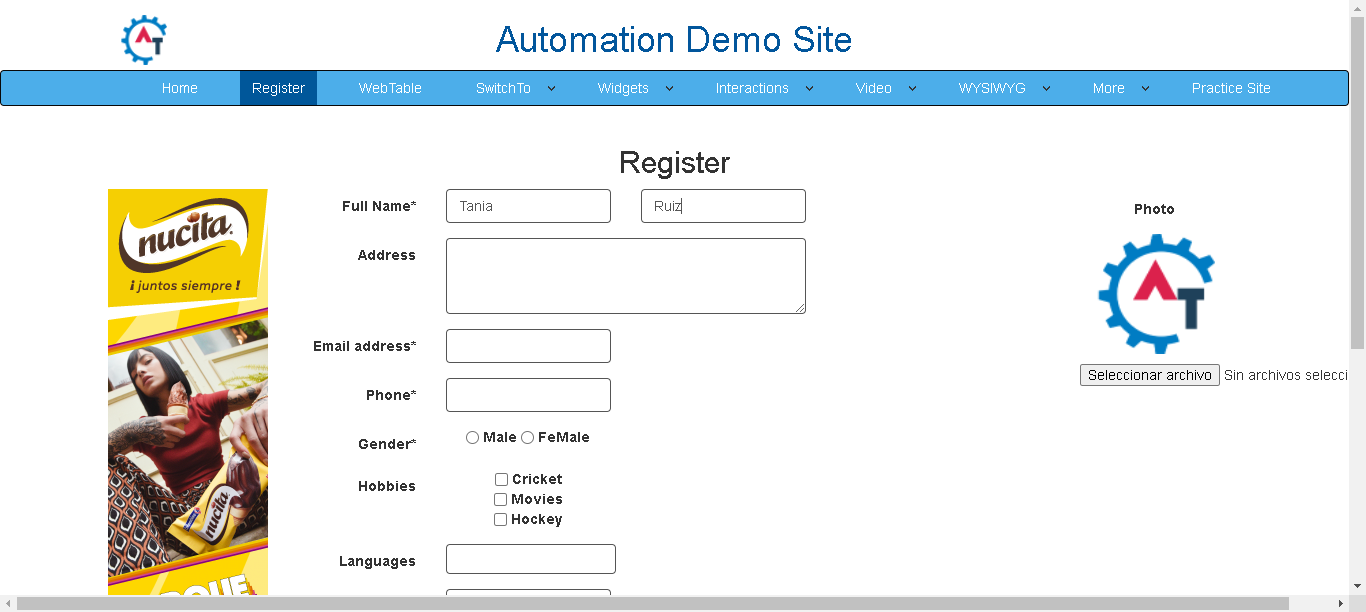 Automation Demo Site
Home Register WebTable SwitchTo Widgets Interactions Video WYSIWYG More Practice Site
Register
nucita.
¡juntos siempre!
nucita
Full Name* Tania Ruiz
Photo
Address
AT
Email address*
Seleccionar archivo Sin archivos selecci
Phone*
Gender* Male FeMale
Hobbies Cricket
Movies
Hockey
Languages